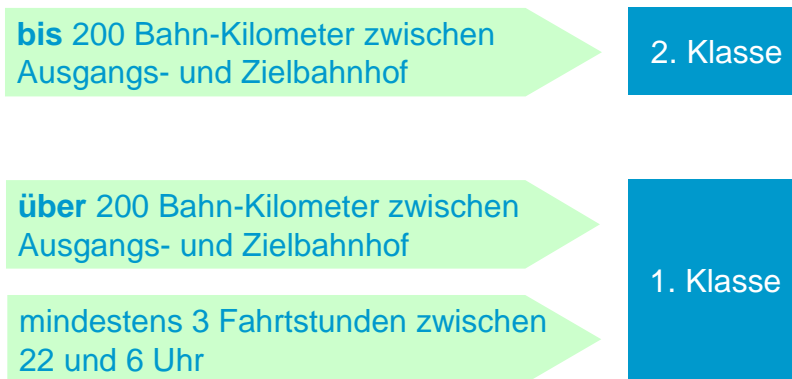 bis 200 Bahn-Kilometer zwischen
Ausgangs- und Zielbahnhof
2. Klasse
über 200 Bahn-Kilometer zwischen
Ausgangs- und Zielbahnhof
1. Klasse
mindestens 3 Fahrtstunden zwischen
22 und 6 Uhr